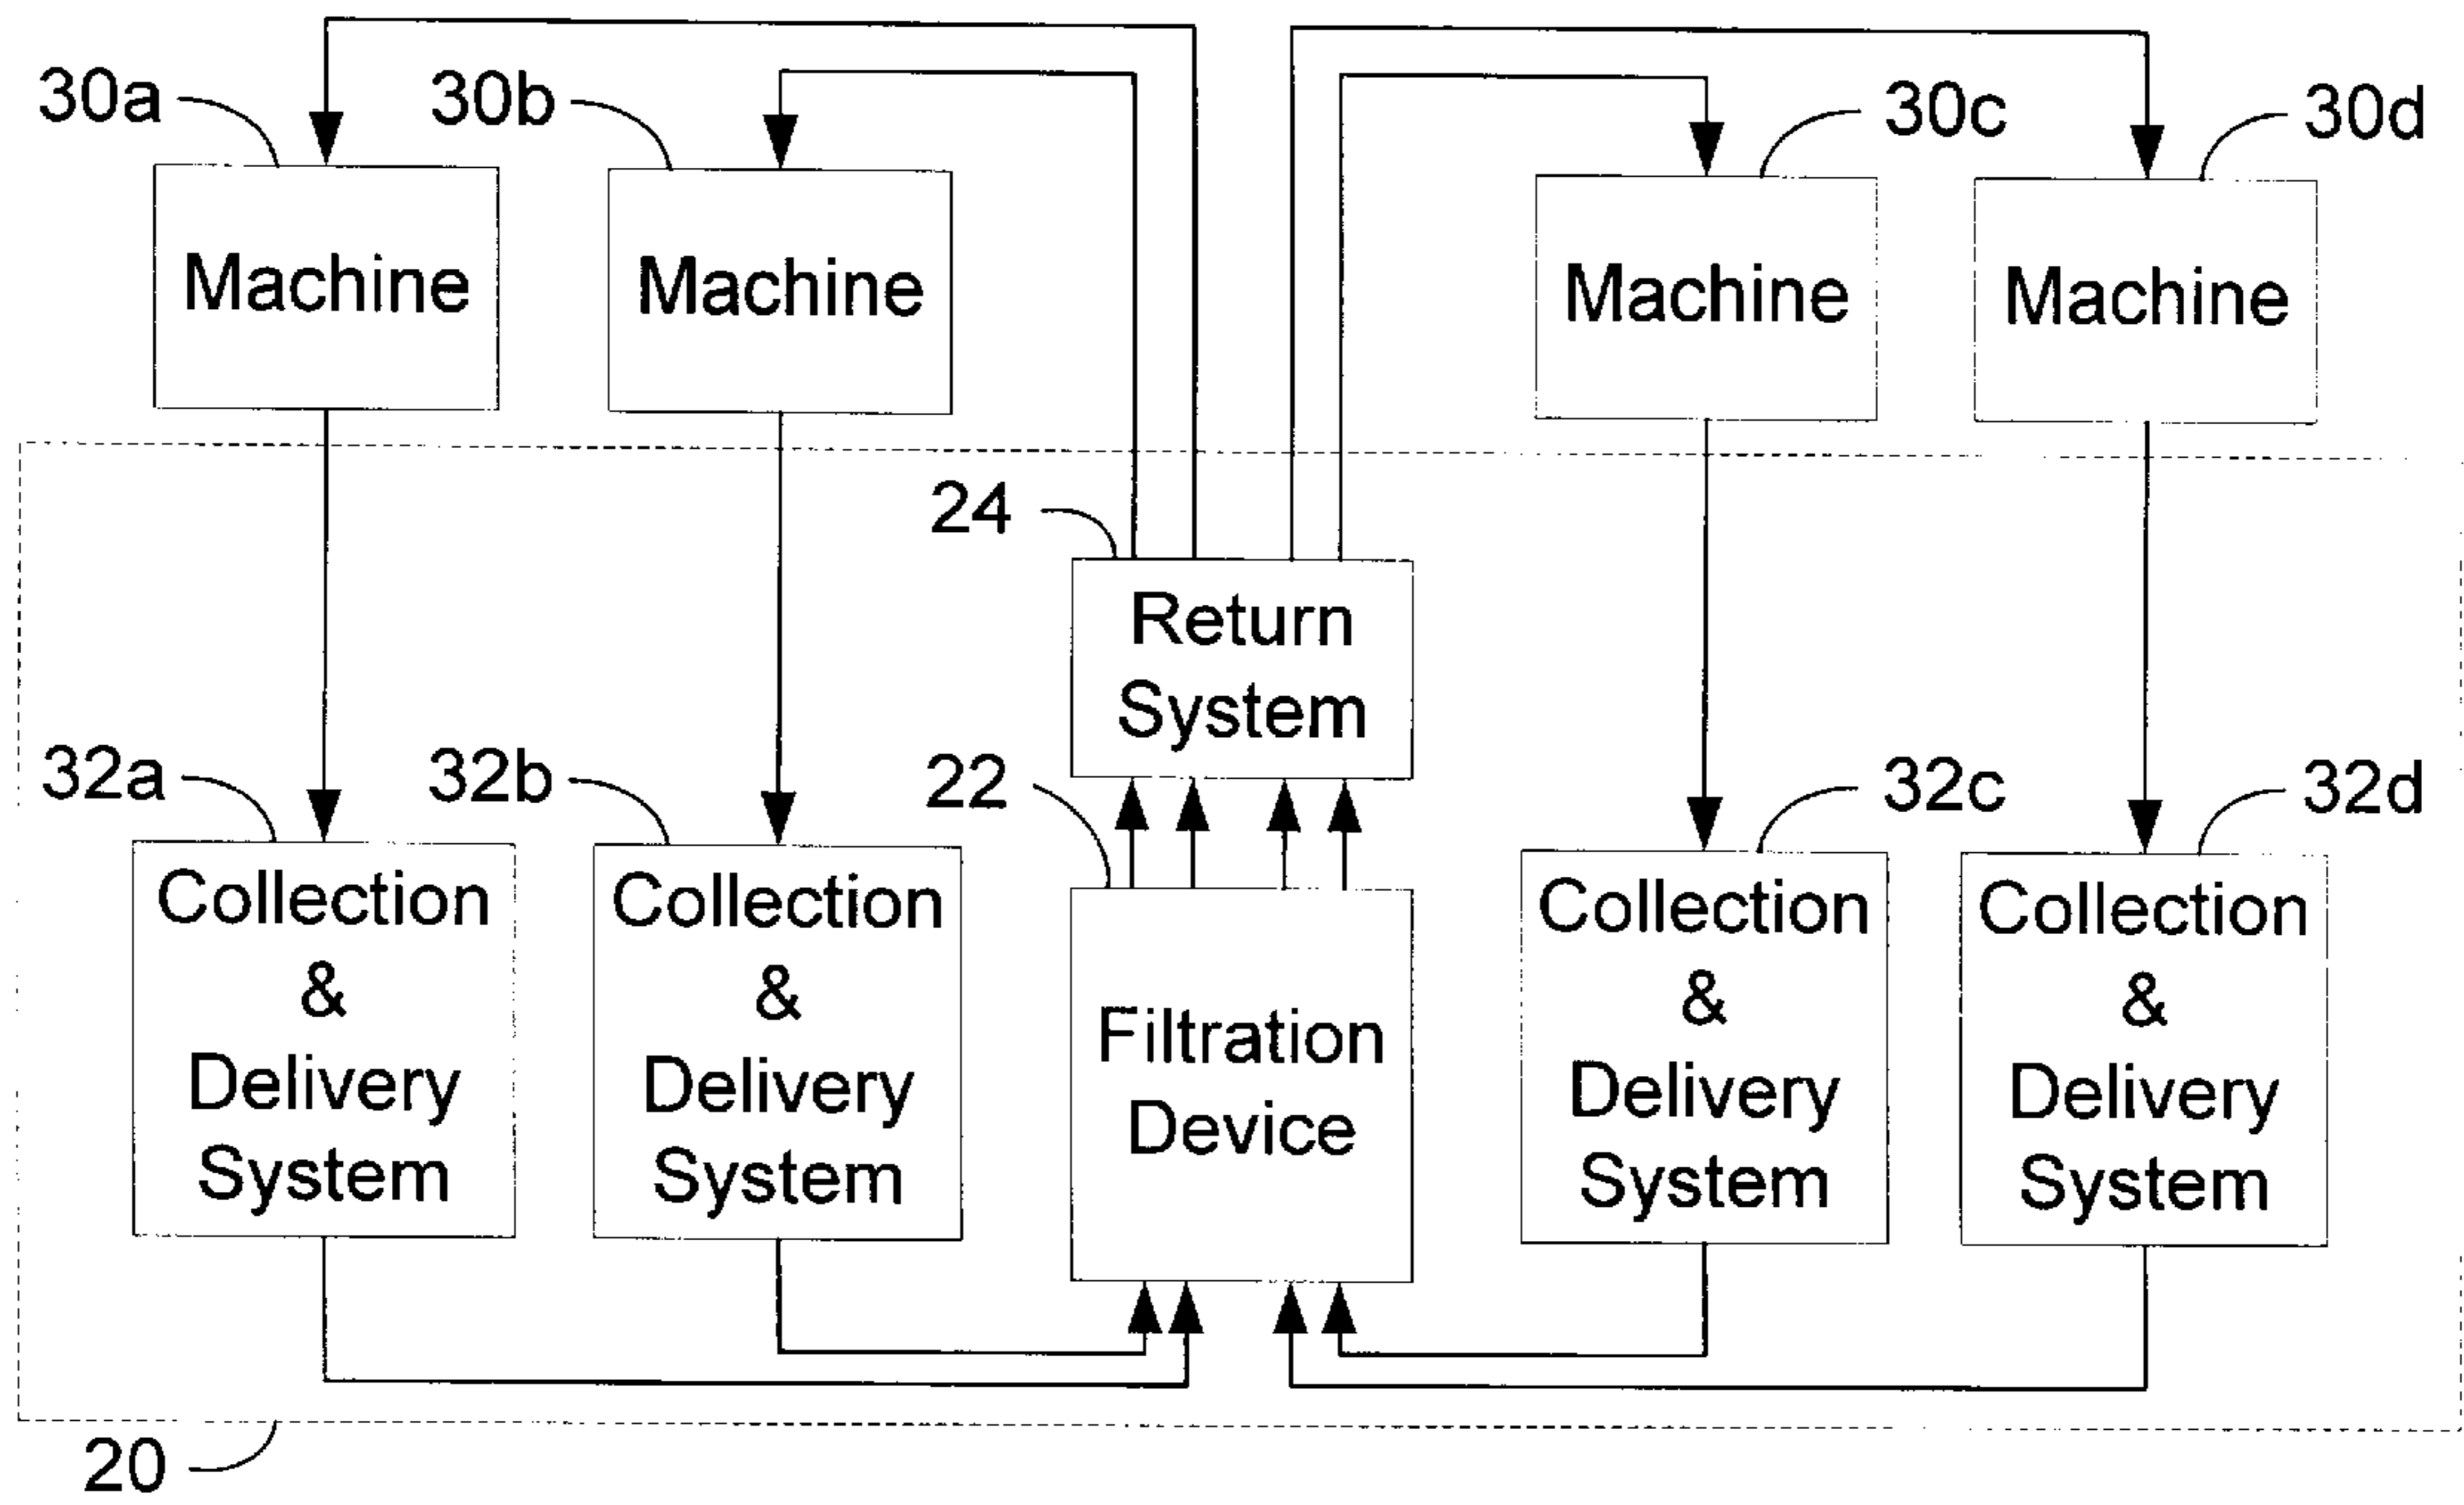 30a
30b
30c
30d
Machine
Machine
Machine
Machine
24
Return
System
32a
32b
22
32c
32d
Collection
&
Delivery
System
Collection
&
Delivery
System
Filtration
Device
Collection
&
Delivery
System
Collection
&
Delivery
System
20